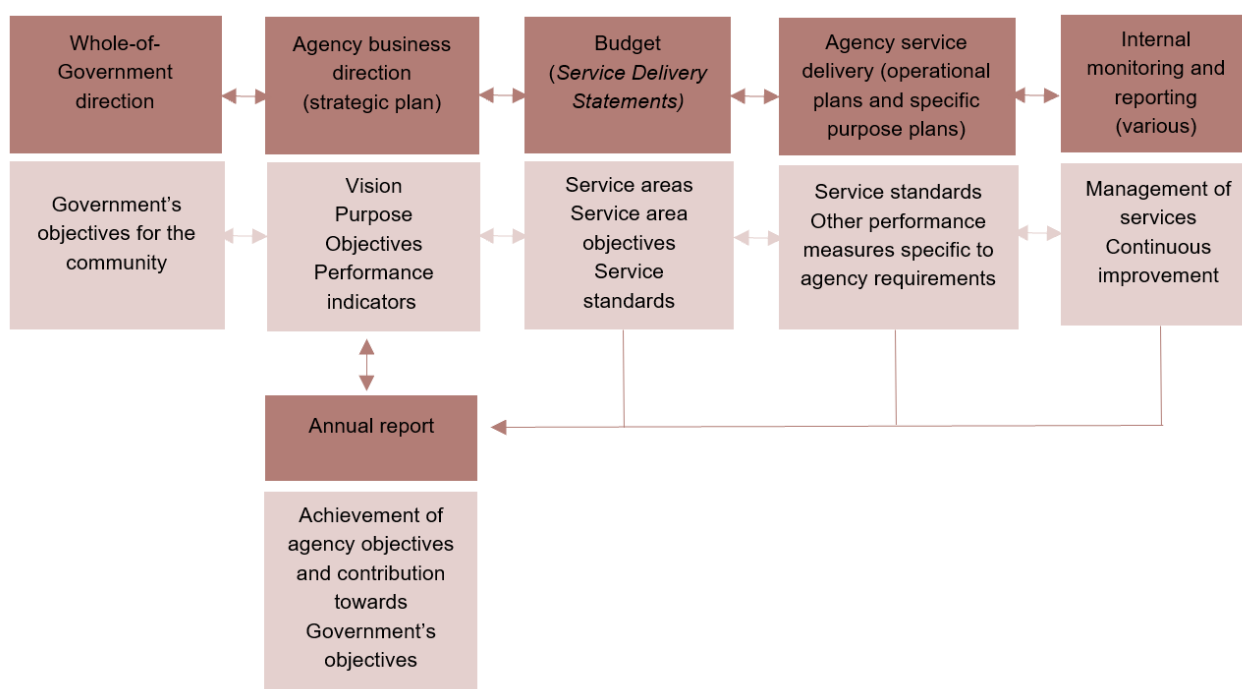 Whole-of-
Government
direction
Agency business
direction
(strategic plan)
Budget
(Service Delivery
Statements)
Agency service
delivery (operational
plans and specific
purpose plans)
Internal
monitoring and
reporting
(various)
Government’s
objectives for the
community
Vision
Purpose
Objectives
Performance
indicators
Service areas
Service area
objectives
Service
standards
Service standards
Other performance
measures specific to
agency requirements
Management of
services
Continuous
improvement
Annual report
Achievement of
agency objectives
and contribution
towards
Government’s
objectives